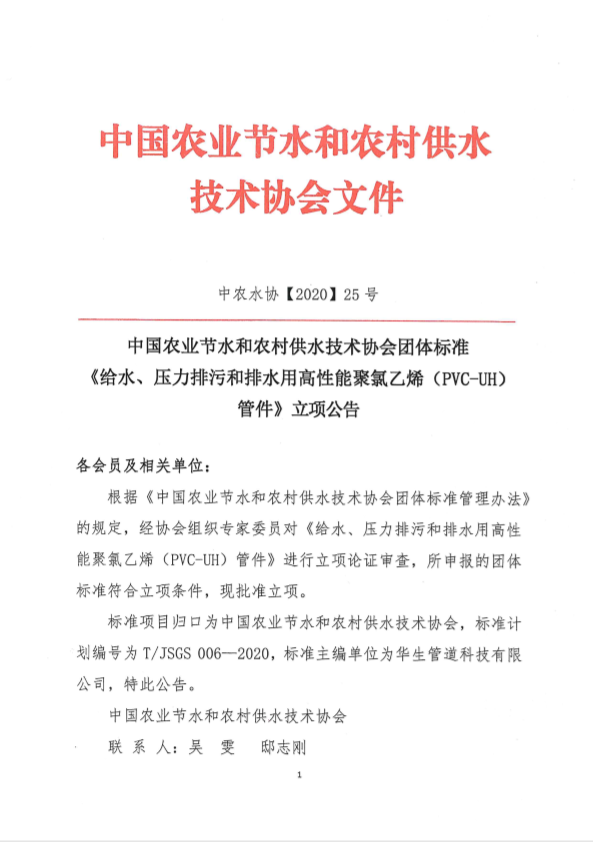 中国农业节水和农村供水
技术协会文件
中农水协【2020】25 号
中国农业节水和农村供水技术协会团体标准
《给水、压力排污和排水用高性能聚氯乙烯（PVC-UH）
管件》立项公告
各会员及相关单位：
根据《中国农业节水和农村供水技术协会团体标准管理办法》
的规定，经协会组织专家委员对《给水、压力排污和排水用高性
能聚氯乙烯（PVC-UH）管件》进行立项论证审查，所申报的团体
标准符合立项条件，现批准立项。
标准项目归口为中国农业节水和农村供水技术协会，标准计
划编号为 T/JSGS 006—2020，标准主编单位为华生管道科技有限
公司，特此公告。
中国农业节水和农村供水技术协会
联 系 人：吴 雯 邸志刚
1